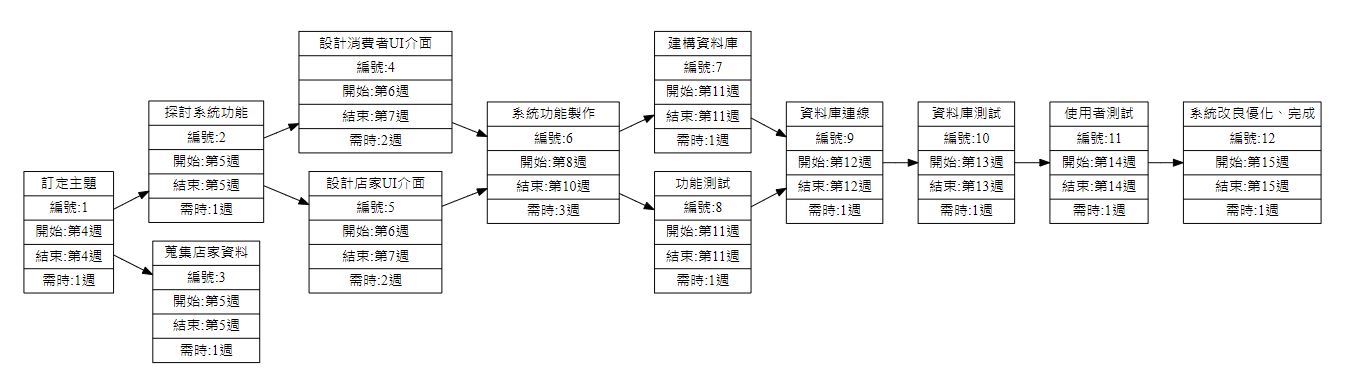 訂定主題
編號:1
開始:第4週
結束:第4週
需時:1週
探討系統功能
編號:2
開始:第5週
結束:第5週
需時:1週
蒐集店家資料
編號:3
開始:第5週
結束:第5週
需時:1週
設計消費者UI介面
編號:4
開始:第6週
結束:第7週
需時:2週
設計店家UI介面
編號:5
開始:第6週
結束:第7週
需時:2週
系統功能製作
編號:6
開始:第8週
結束:第10週
需時:3週
建構資料庫
編號:7
開始:第11週
結束:第11週
需時:1週
功能測試
編號:8
開始:第11週
結束:第11週
需時:1週
資料庫連線
編號:9
開始:第12週
結束:第12週
需時:1週
資料庫測試
編號:10
開始:第13週
結束:第13週
需時:1週
使用者測試
編號:11
開始:第14週
結束:第14週
需時:1週
系統改良優化、完成
編號:12
開始:第15週
結束:第15週
需時:1週